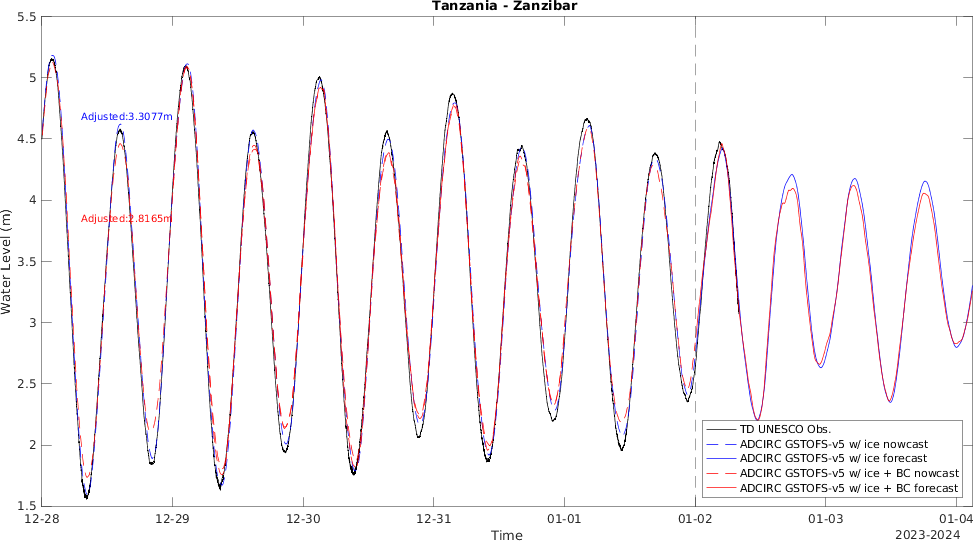 Tanzania - Zanzibar
5.5
5
4.5
4
3.5
3
2.5
2
1.5
Water Level (m)
Adjusted:3.3077m
Adjusted:2.8165m
TD UNESCO Obs.
ADCIRC GSTOFS-v5 w/ ice nowcast
ADCIRC GSTOFS-v5 w/ ice forecast
ADCIRC GSTOFS-v5 w/ ice + BC nowcast
ADCIRC GSTOFS-v5 w/ ice + BC forecast
12-28
12-29
12-30
12-31
01-01
01-02
01-03
01-04
Time
2023-2024